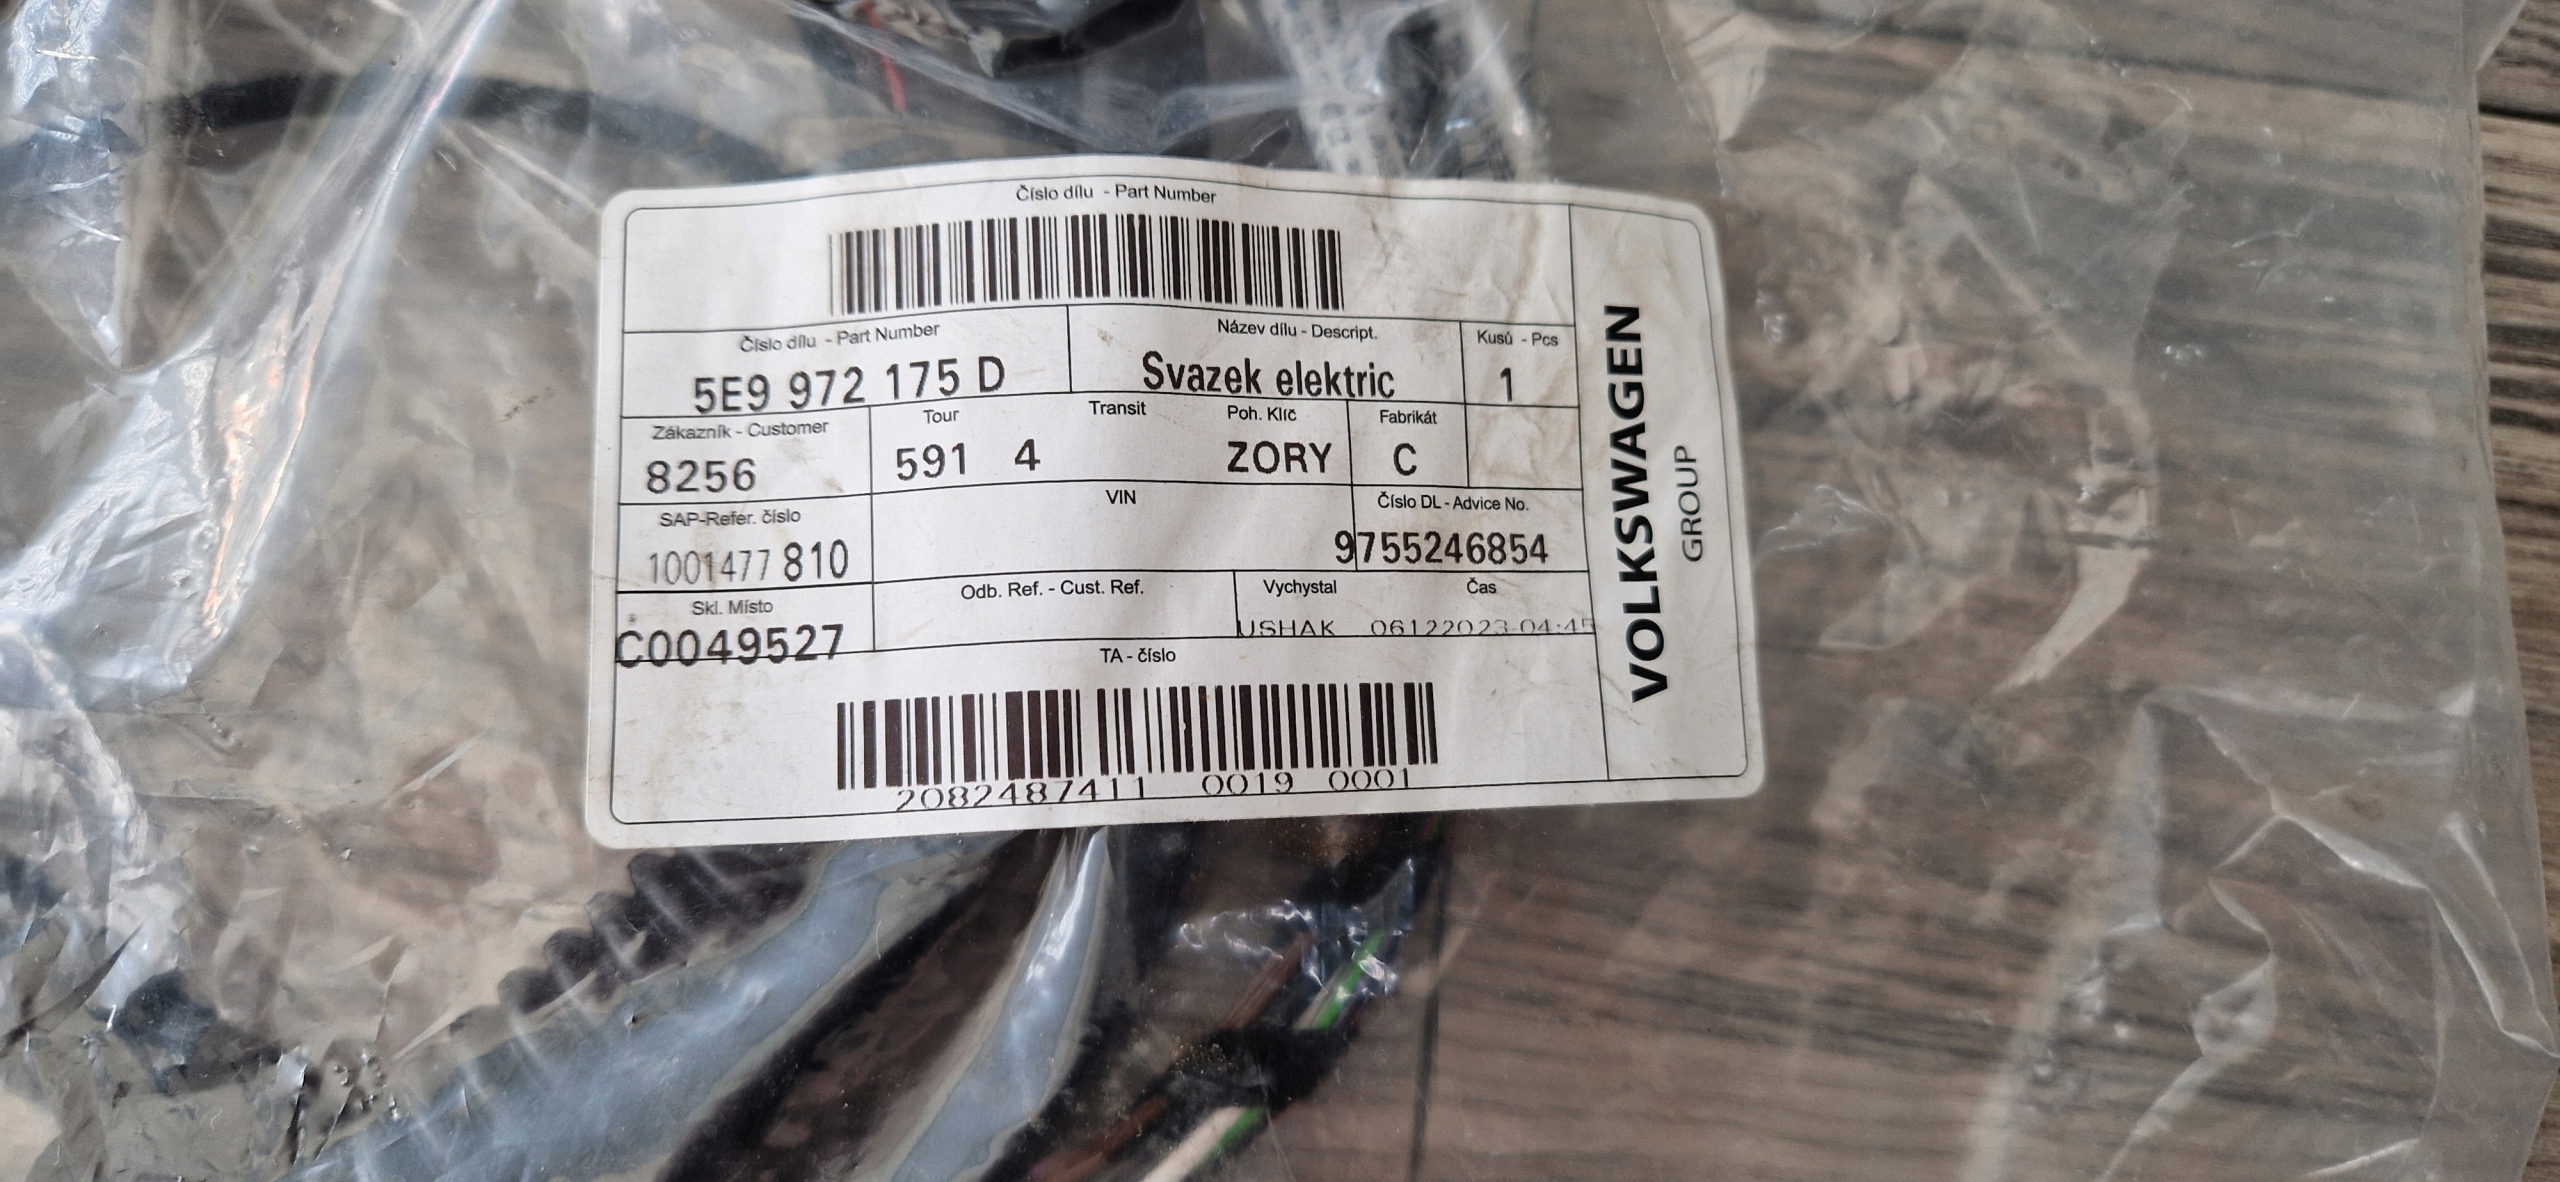 Číslo dílu - Part Number
Číslo dílu - Part Number
Název dílu - Descript.
Kusů - Pcs
5E9 972 175 D
Svazek elektric
1
Zákazník - Customer
Tour
Transit
Poh. Klíč
Fabrikát
8256
591 4
ZORY
C
SAP-Refer. číslo
VIN
Číslo DL - Advice No.
1001477 810
9755246854
Skl. Místo
Odb. Ref. - Cust. Ref.
Vychystal
Čas
C0049527
USHAK
06122023-04:45
TA - číslo
2082487411 0019 0001
VOLKSWAGEN
GROUP